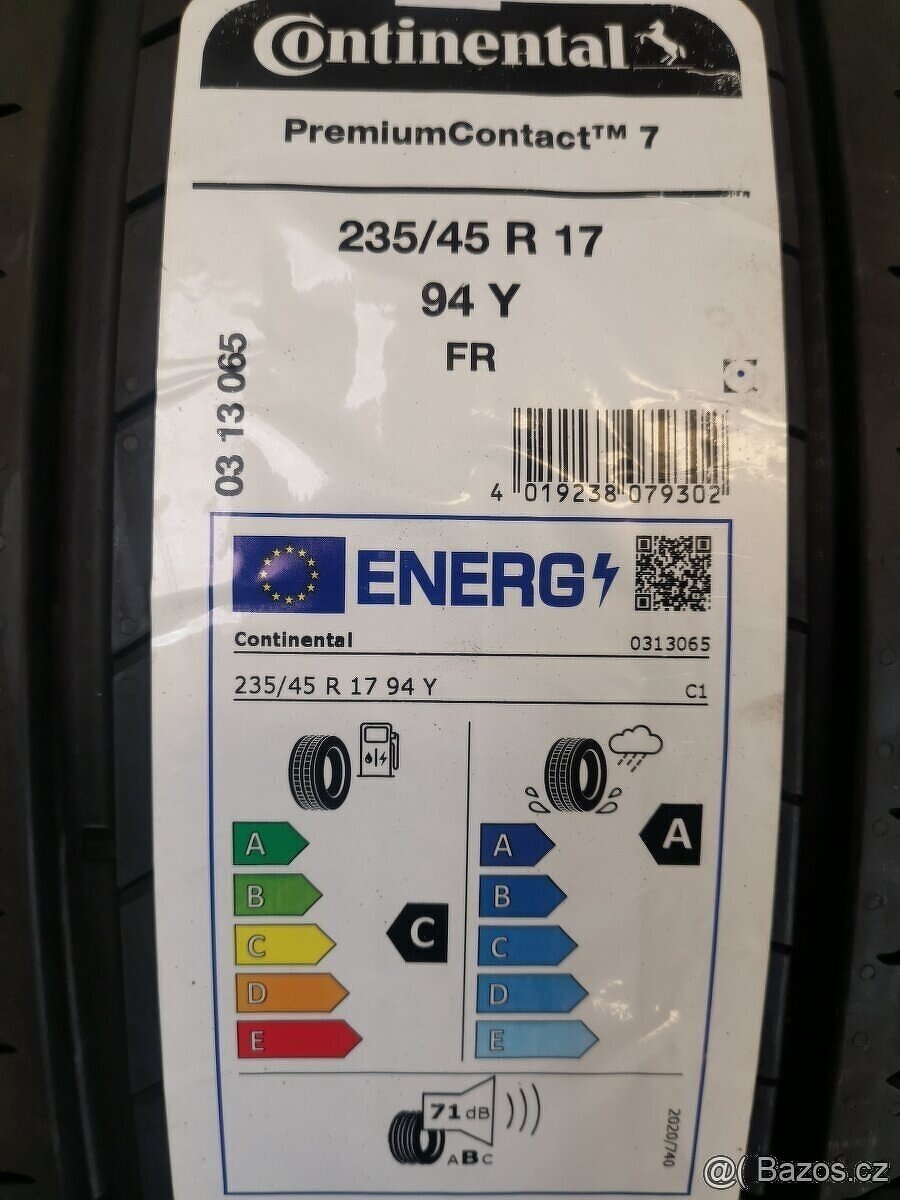 Continental
PremiumContact™ 7
235/45 R 17
94 Y
FR
03 13 065
4 019238 079302
ENERG
Continental 0313065
235/45 R 17 94 Y C1
A
B
C
D
E
C
A
B
C
D
E
A
71 dB
ABC
2020/740
@( Bazos.cz